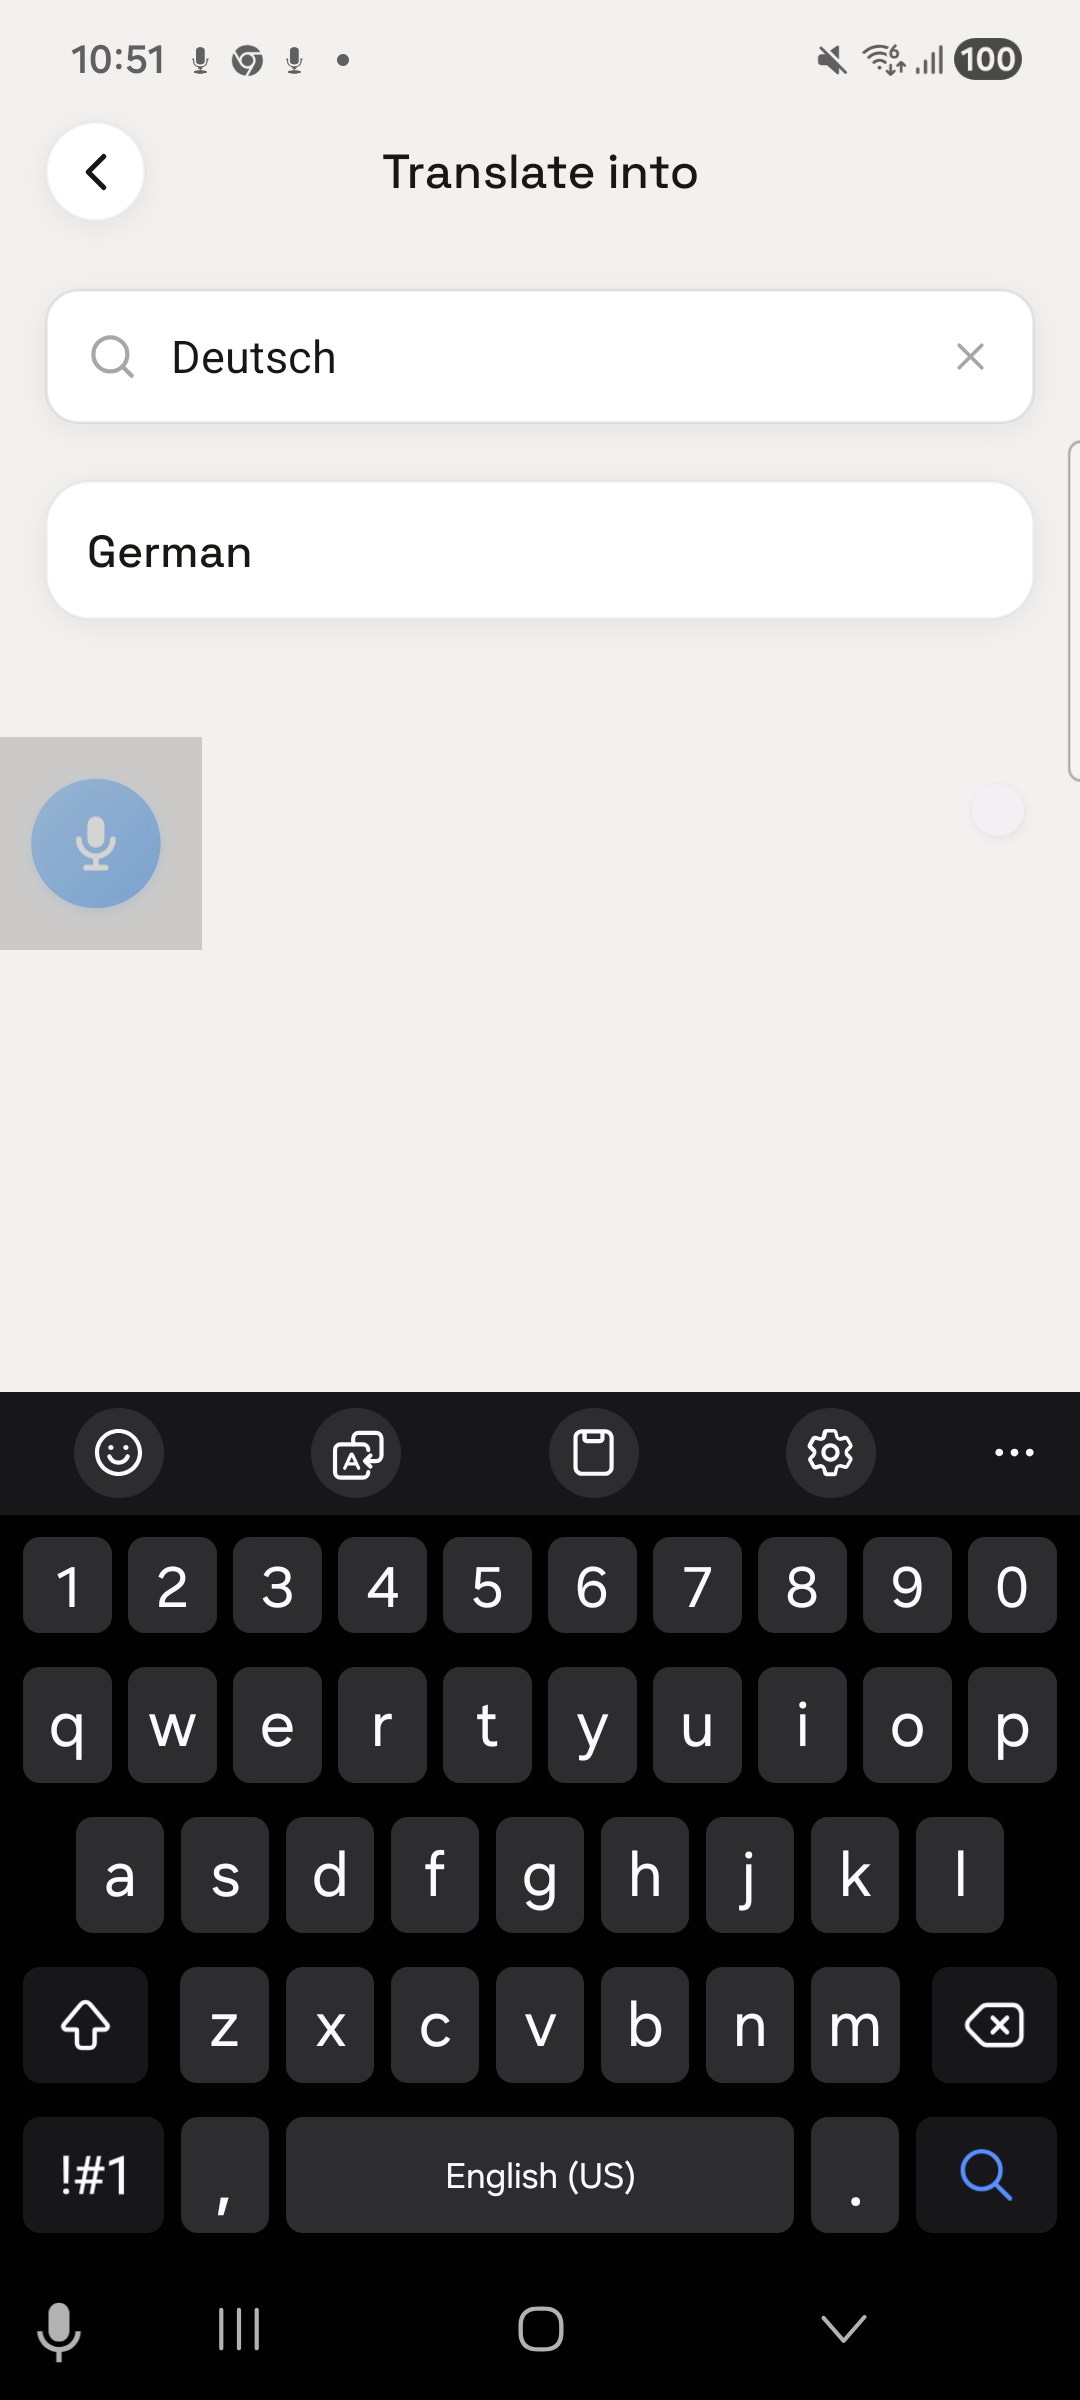 10:51
6
100
Translate into
Deutsch
German
A
1 2 3 4 5 6 7 8 9 0
q w e r t y u i o p
a s d f g h j k l
z x c v b n m
!#1 , English (US) .